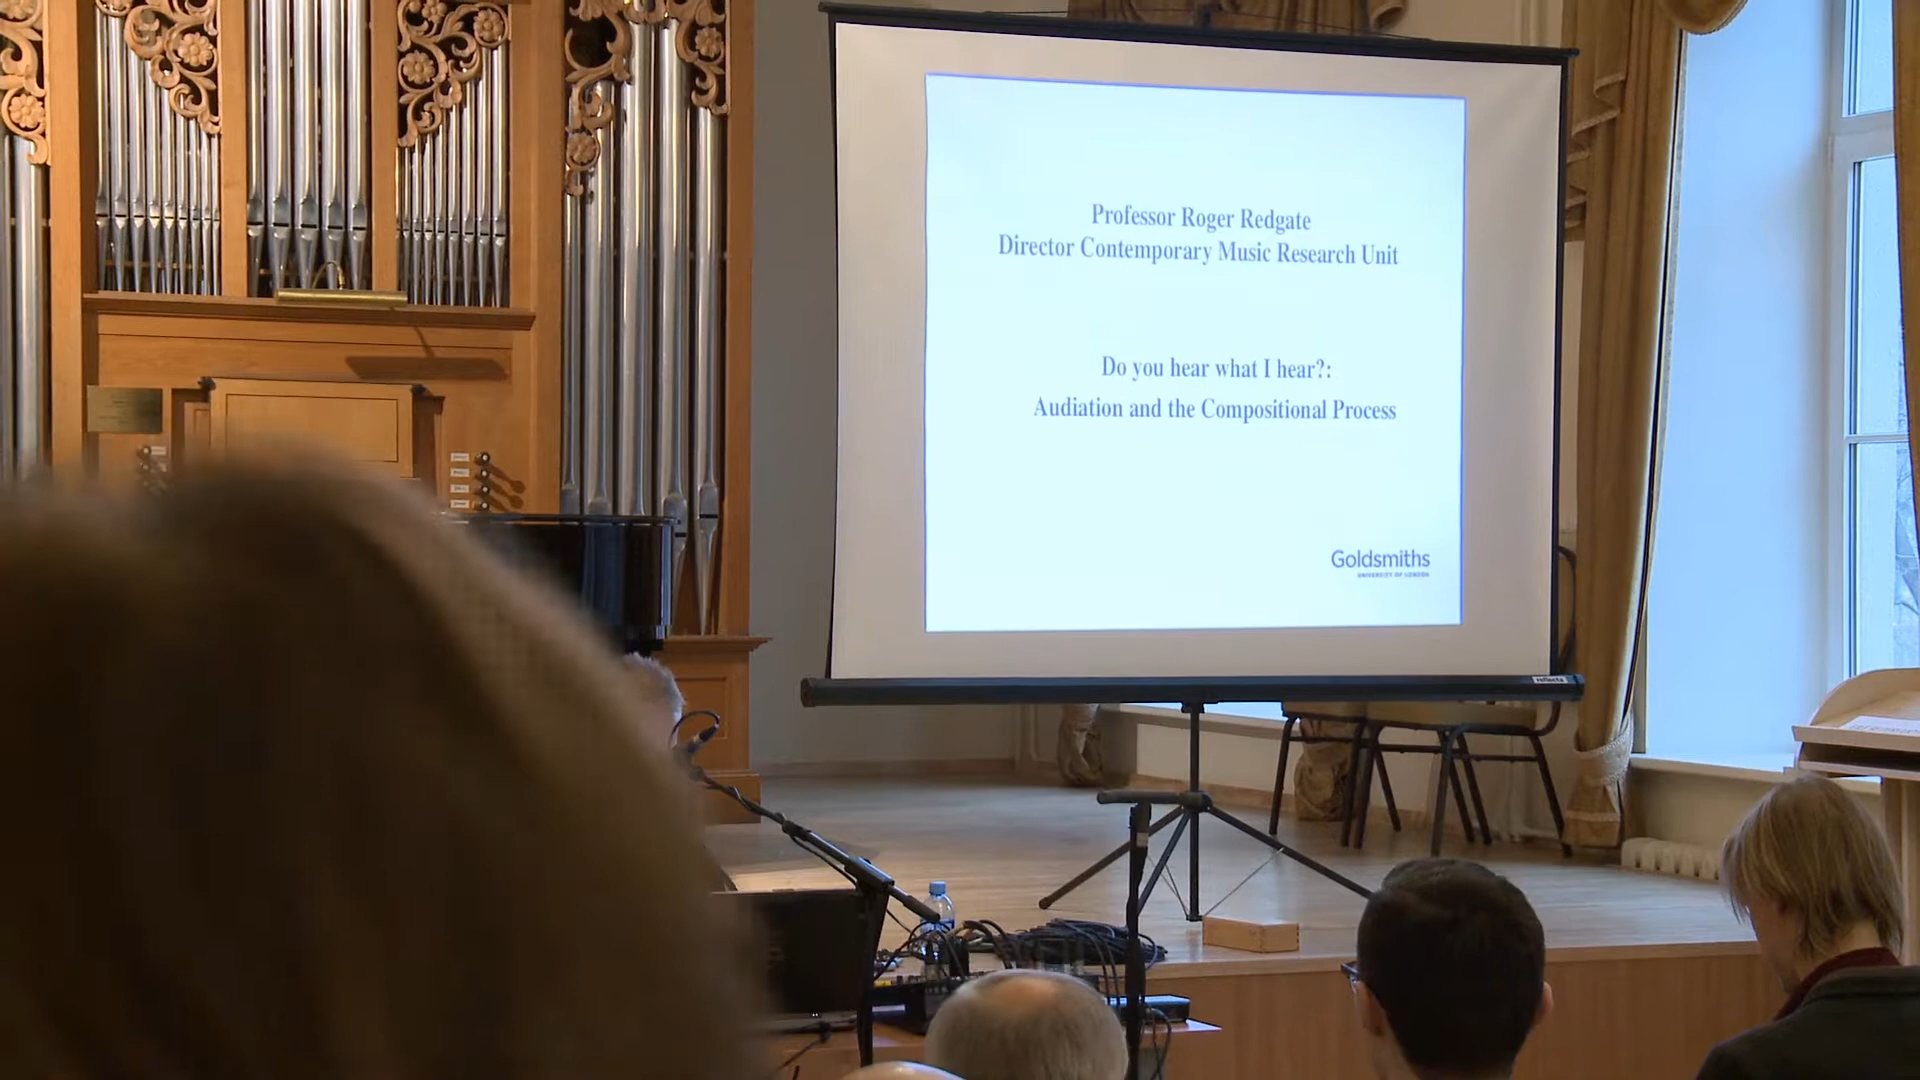 Professor Roger Redgate
Director Contemporary Music Research Unit
Do you hear what I hear?:
Audiation and the Compositional Process
Goldsmiths
UNIVERSITY OF LONDON
reflecta